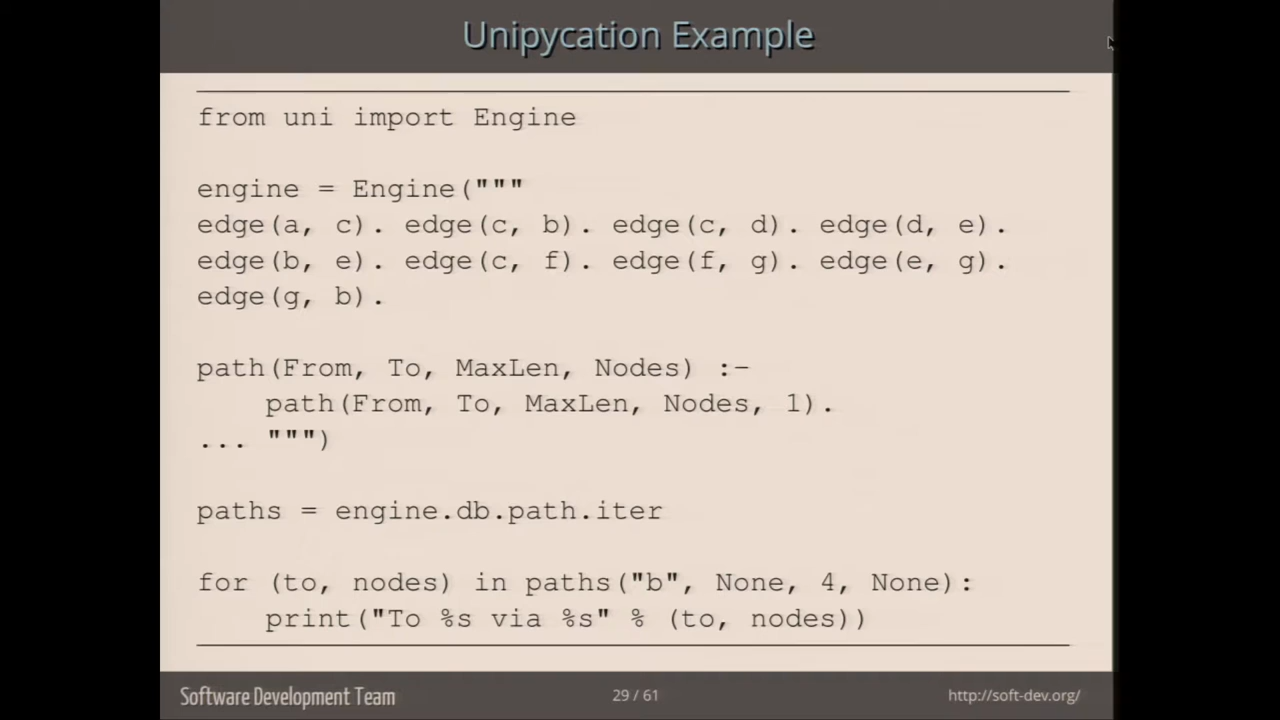 Unipycation Example
from uni import Engine
engine = Engine("""
edge(a, c). edge(c, b). edge(c, d). edge(d, e).
edge(b, e). edge(c, f). edge(f, g). edge(e, g).
edge(g, b).
path(From, To, MaxLen, Nodes) :-
    path(From, To, MaxLen, Nodes, 1).
... """)
paths = engine.db.path.iter
for (to, nodes) in paths("b", None, 4, None):
    print("To %s via %s" % (to, nodes))
Software Development Team 29 / 61 http://soft-dev.org/